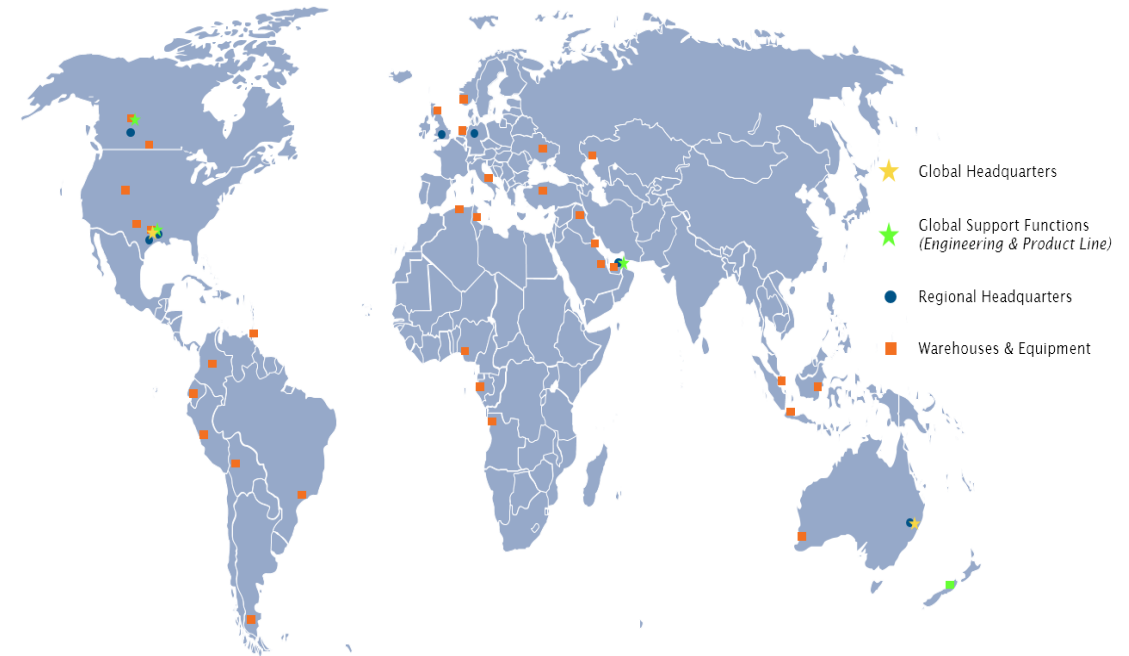 Global Headquarters
Global Support Functions
(Engineering & Product Line)
Regional Headquarters
Warehouses & Equipment